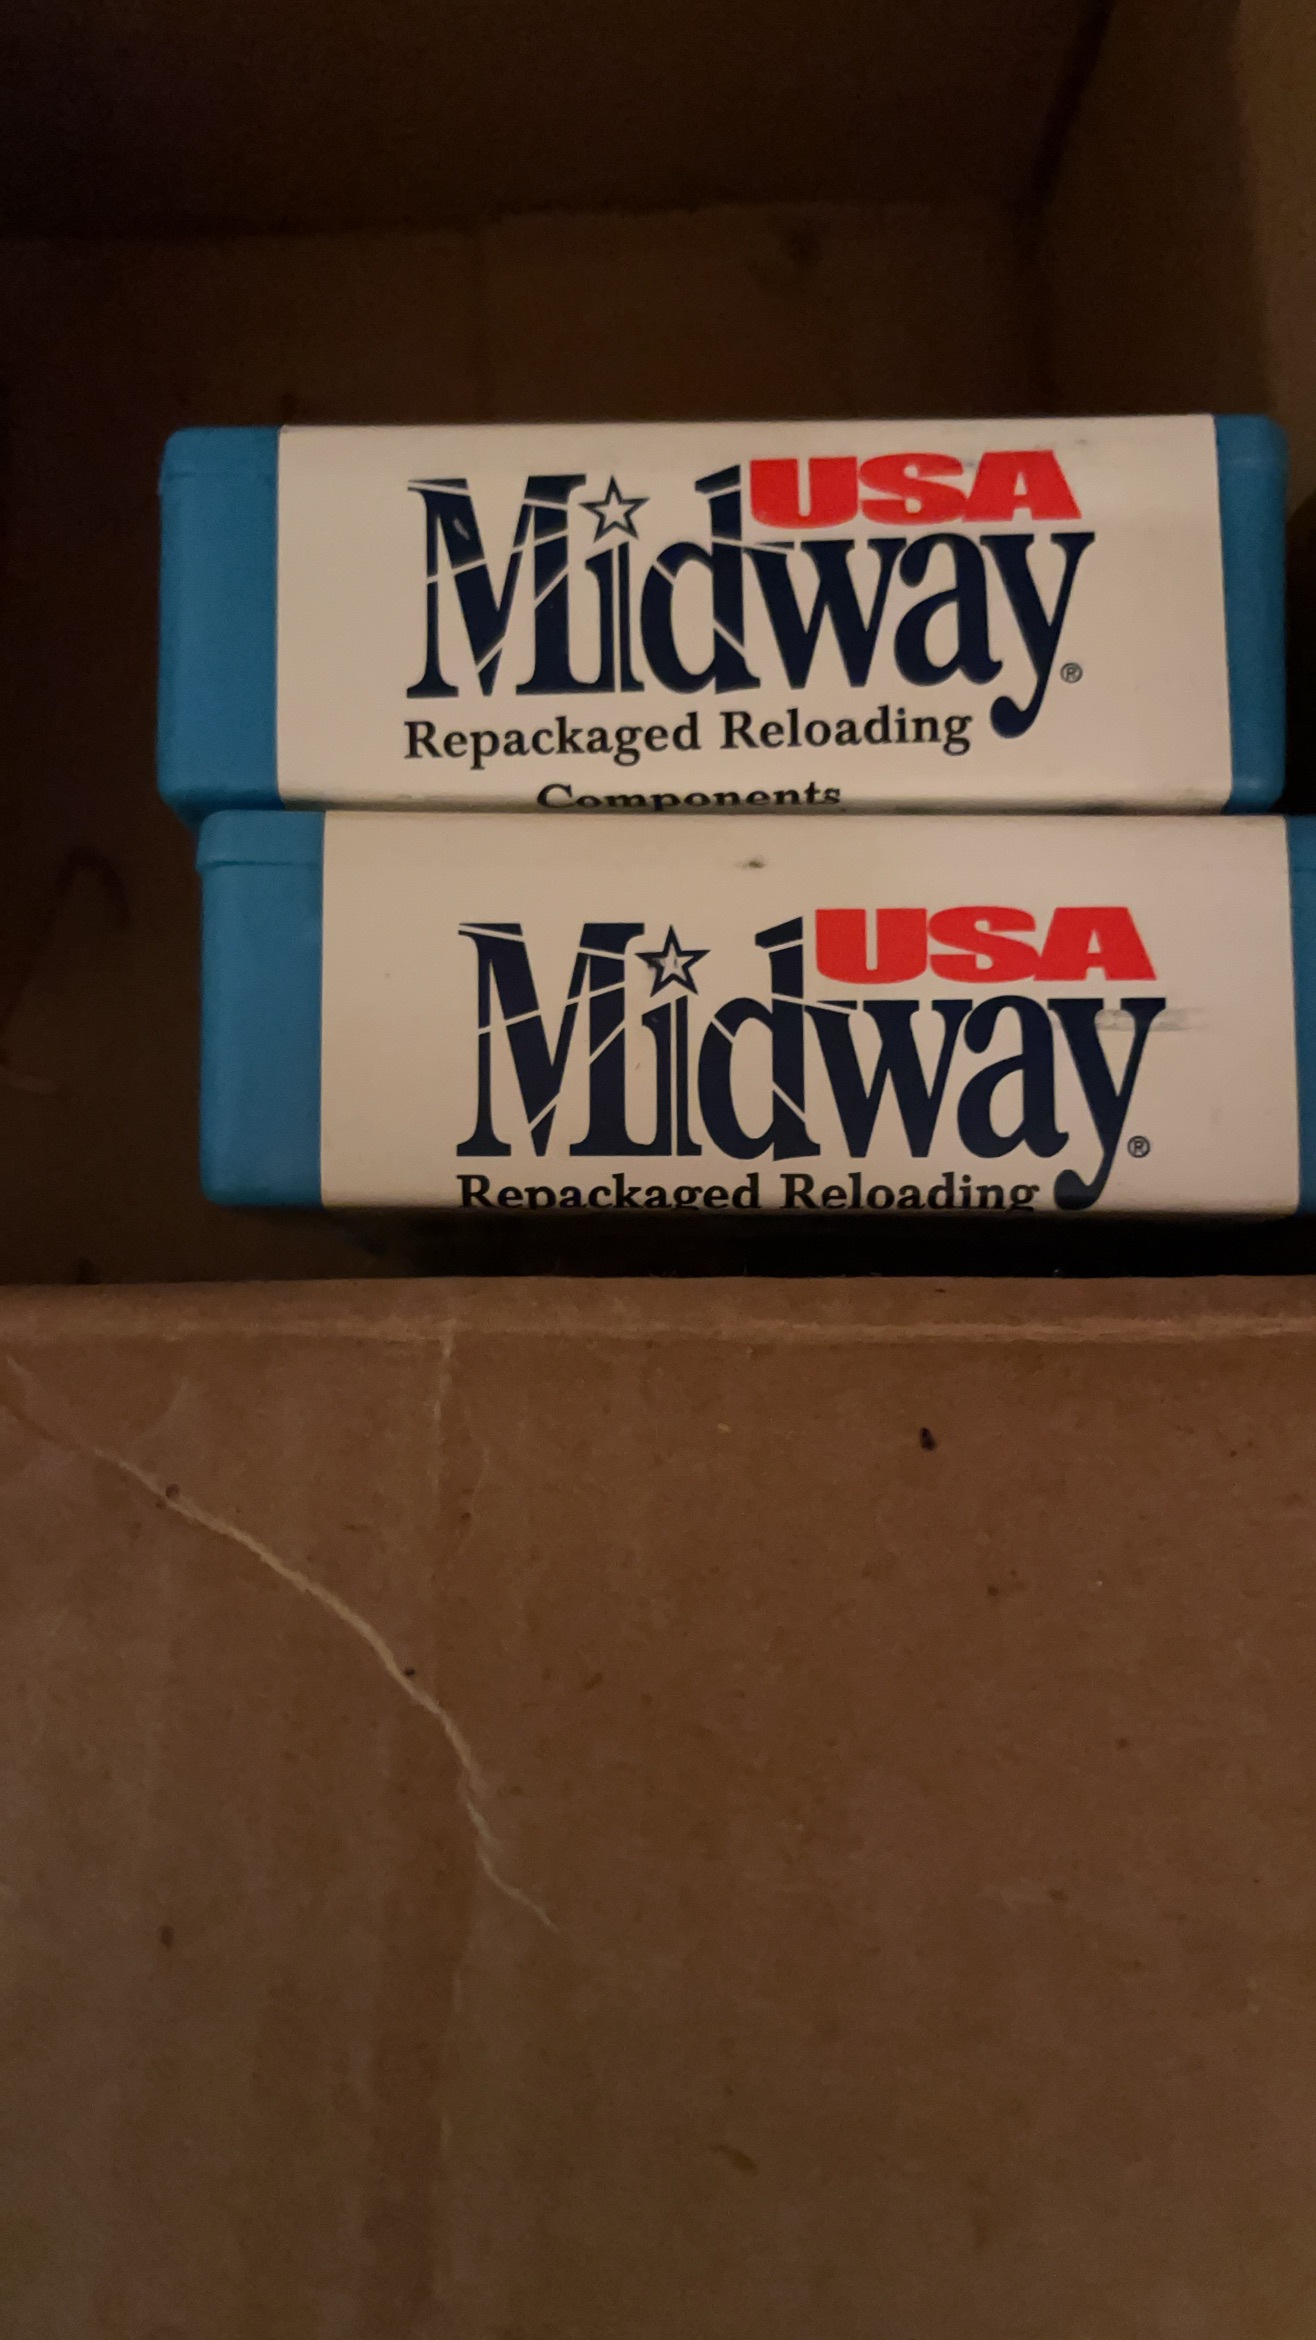 USA
Midway®
Repackaged Reloading
Components
USA
Midway®
Repackaged Reloading